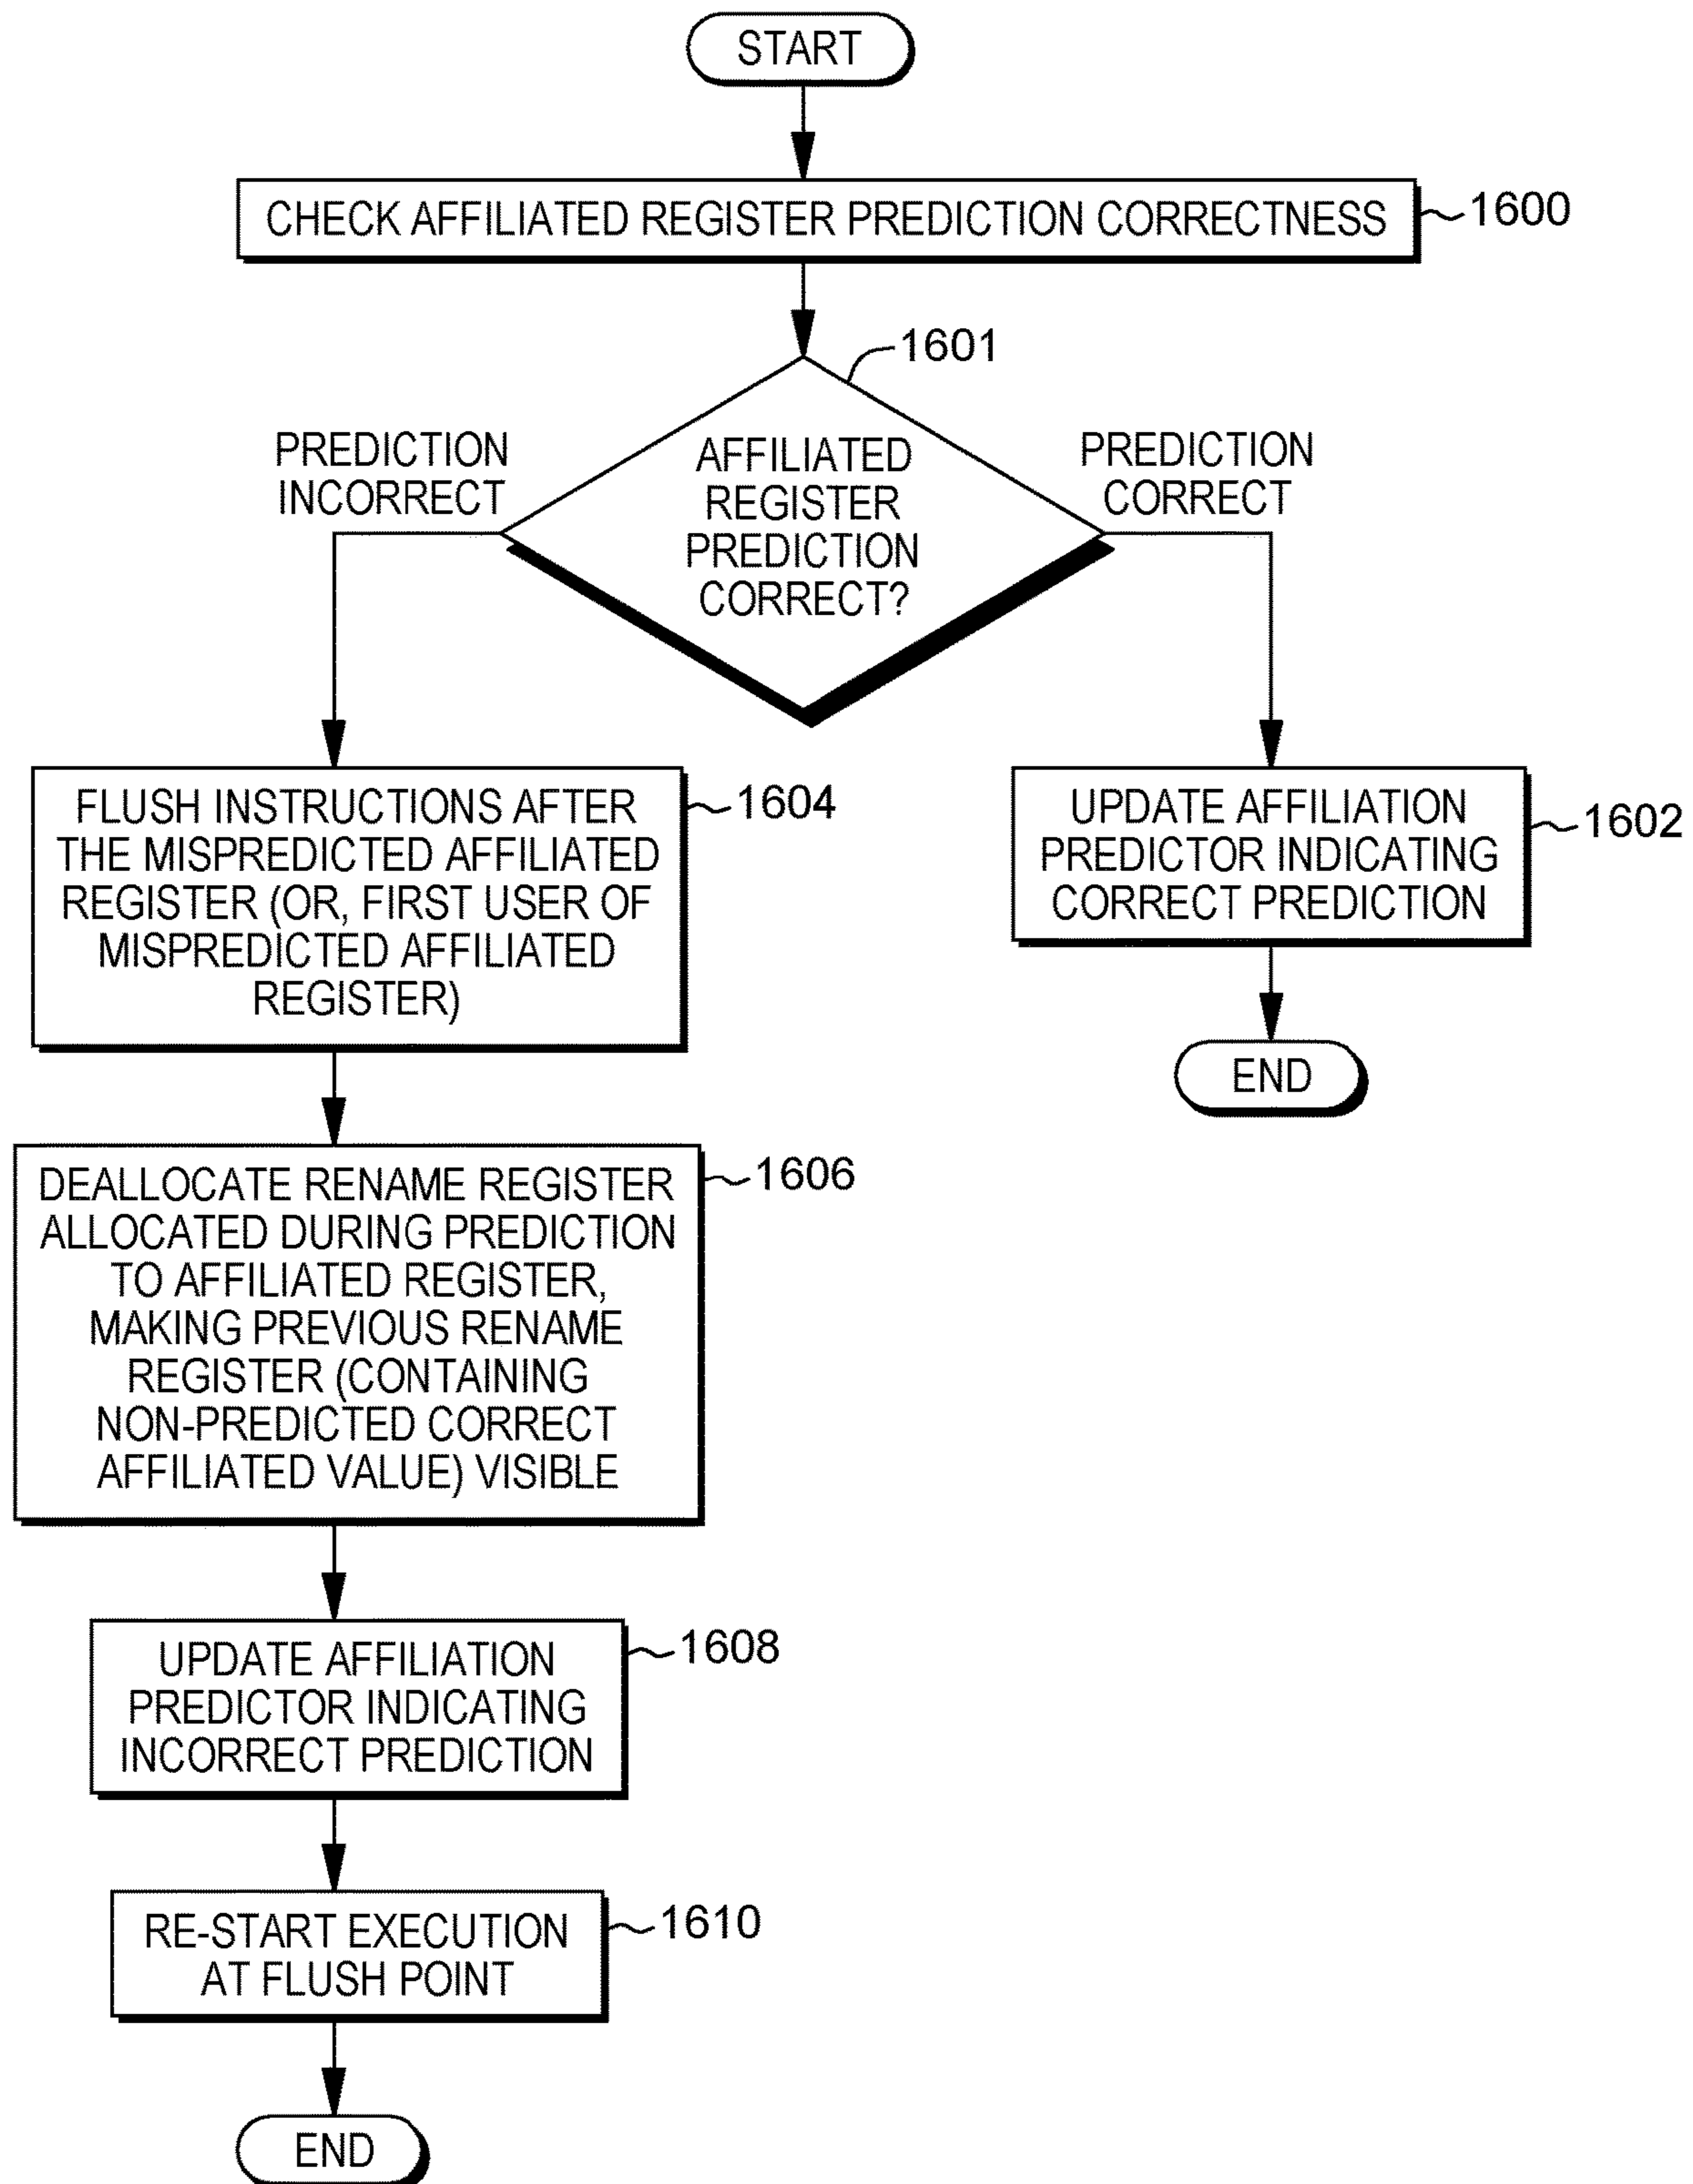 START
CHECK AFFILIATED REGISTER PREDICTION CORRECTNESS
1600
1601
AFFILIATED
REGISTER
PREDICTION
CORRECT?
PREDICTION
INCORRECT
PREDICTION
CORRECT
FLUSH INSTRUCTIONS AFTER
THE MISPREDICTED AFFILIATED
REGISTER (OR, FIRST USER OF
MISPREDICTED AFFILIATED
REGISTER)
1604
UPDATE AFFILIATION
PREDICTOR INDICATING
CORRECT PREDICTION
1602
END
DEALLOCATE RENAME REGISTER
ALLOCATED DURING PREDICTION
TO AFFILIATED REGISTER,
MAKING PREVIOUS RENAME
REGISTER (CONTAINING
NON-PREDICTED CORRECT
AFFILIATED VALUE) VISIBLE
1606
UPDATE AFFILIATION
PREDICTOR INDICATING
INCORRECT PREDICTION
1608
RE-START EXECUTION
AT FLUSH POINT
1610
END